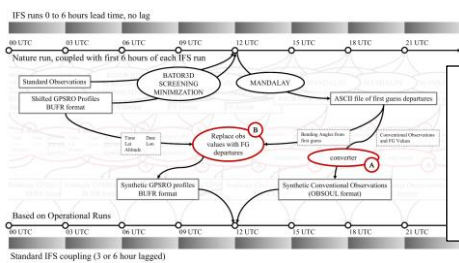 IFS runs 0 to 6 hours lead time, no lag
00 UTC 03 UTC 06 UTC 09 UTC 12 UTC 15 UTC 18 UTC 21 UTC
Nature run, coupled with first 6 hours of each IFS run
Standard Observations
Shifted GPSRO Profiles
BUFR format
BATOR3D
SCREENING
MINIMIZATION
MANDALAY
ASCII file of first guess departures
Time Date
Lat Lon
Altitude
B
Replace obs
values with FG
departures
Bending Angles from
first guess
Conventional Observations
and FG Values
converter
A
Synthetic GPSRO profiles
BUFR format
Synthetic Conventional Observations
(OBSOUL format)
Based on Operational Runs
00 UTC 03 UTC 06 UTC 09 UTC 12 UTC 15 UTC 18 UTC 21 UTC
Standard IFS coupling (3 or 6 hour lagged)